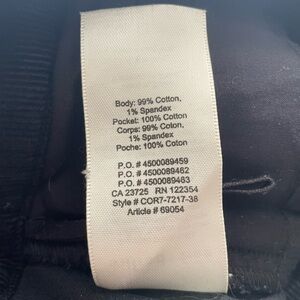 Body: 99% Cotton,
1% Spandex
Pocket: 100% Cotton
Corps: 99% Coton,
1% Spandex
Poche: 100% Coton
P.O. # 4500089459
P.O. # 4500089462
P.O. # 4500089463
CA 23725 RN 122354
Style # COR7-7217-38
Article # 69054